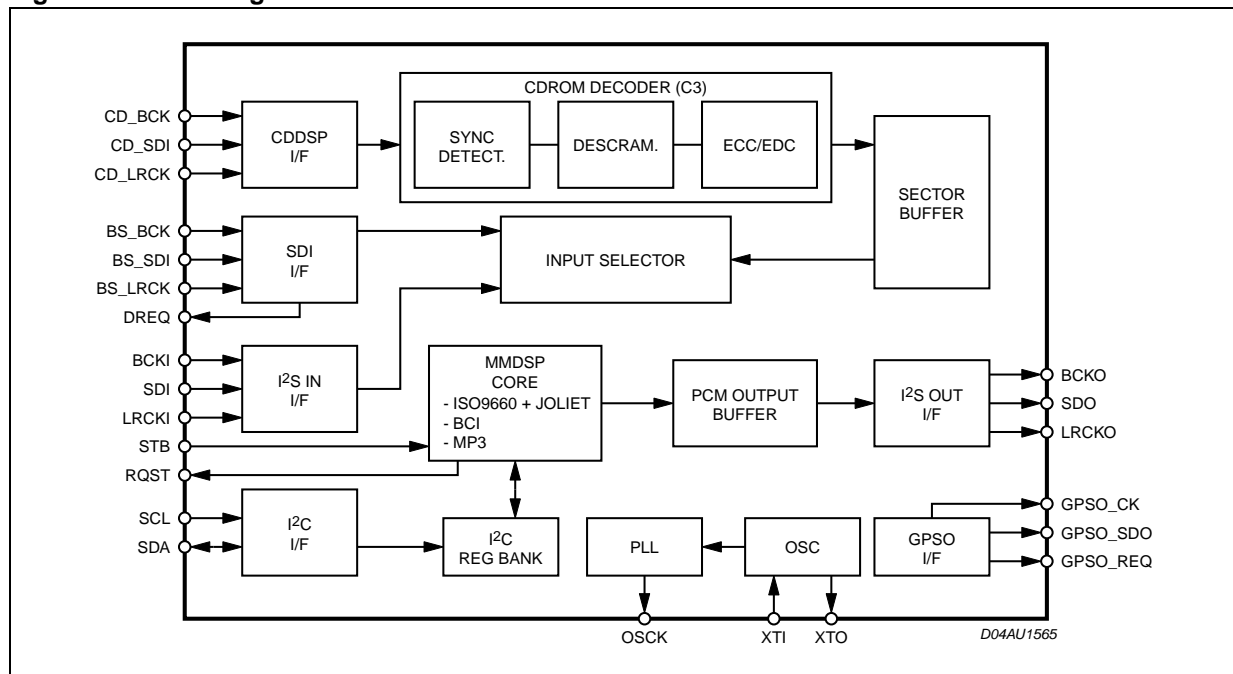 CDROM DECODER (C3)
CD_BCK
CD_SDI
CD_LRCK
CDDSP
I/F
SYNC
DETECT.
DESCRAM.
ECC/EDC
SECTOR
BUFFER
BS_BCK
BS_SDI
BS_LRCK
DREQ
SDI
I/F
INPUT SELECTOR
BCKI
SDI
LRCKI
STB
RQST
I2S IN
I/F
MMDSP
CORE
- ISO9660 + JOLIET
- BCI
- MP3
PCM OUTPUT
BUFFER
I2S OUT
I/F
BCKO
SDO
LRCKO
SCL
SDA
I2C
I/F
I2C
REG BANK
PLL
OSC
GPSO
I/F
GPSO_CK
GPSO_SDO
GPSO_REQ
OSCK
XTI
XTO
D04AU1565